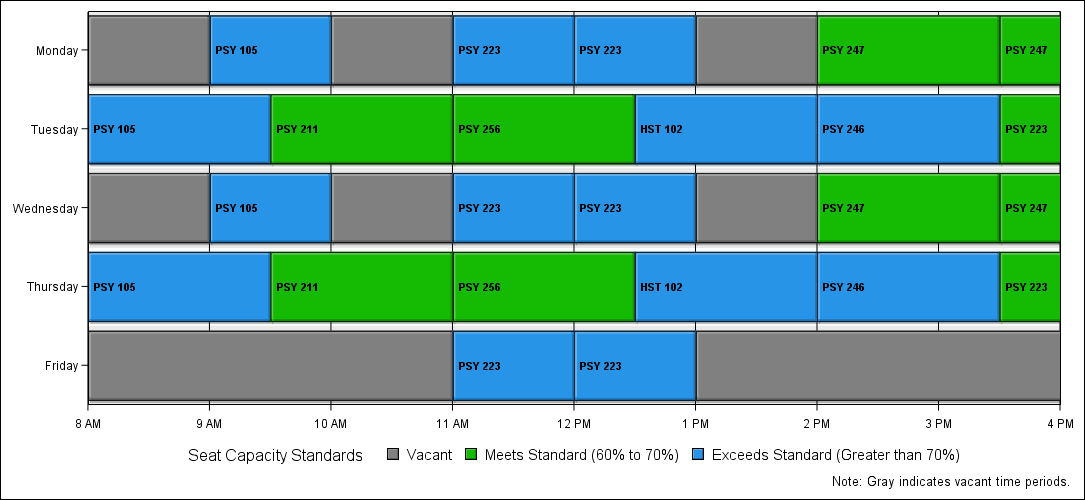 Monday
PSY 105
PSY 223
PSY 223
PSY 247
PSY 247
Tuesday
PSY 105
PSY 211
PSY 256
HST 102
PSY 246
PSY 223
Wednesday
PSY 105
PSY 223
PSY 223
PSY 247
PSY 247
Thursday
PSY 105
PSY 211
PSY 256
HST 102
PSY 246
PSY 223
Friday
PSY 223
PSY 223
8 AM 9 AM 10 AM 11 AM 12 PM 1 PM 2 PM 3 PM 4 PM
Seat Capacity Standards Vacant Meets Standard (60% to 70%) Exceeds Standard (Greater than 70%)
Note: Gray indicates vacant time periods.